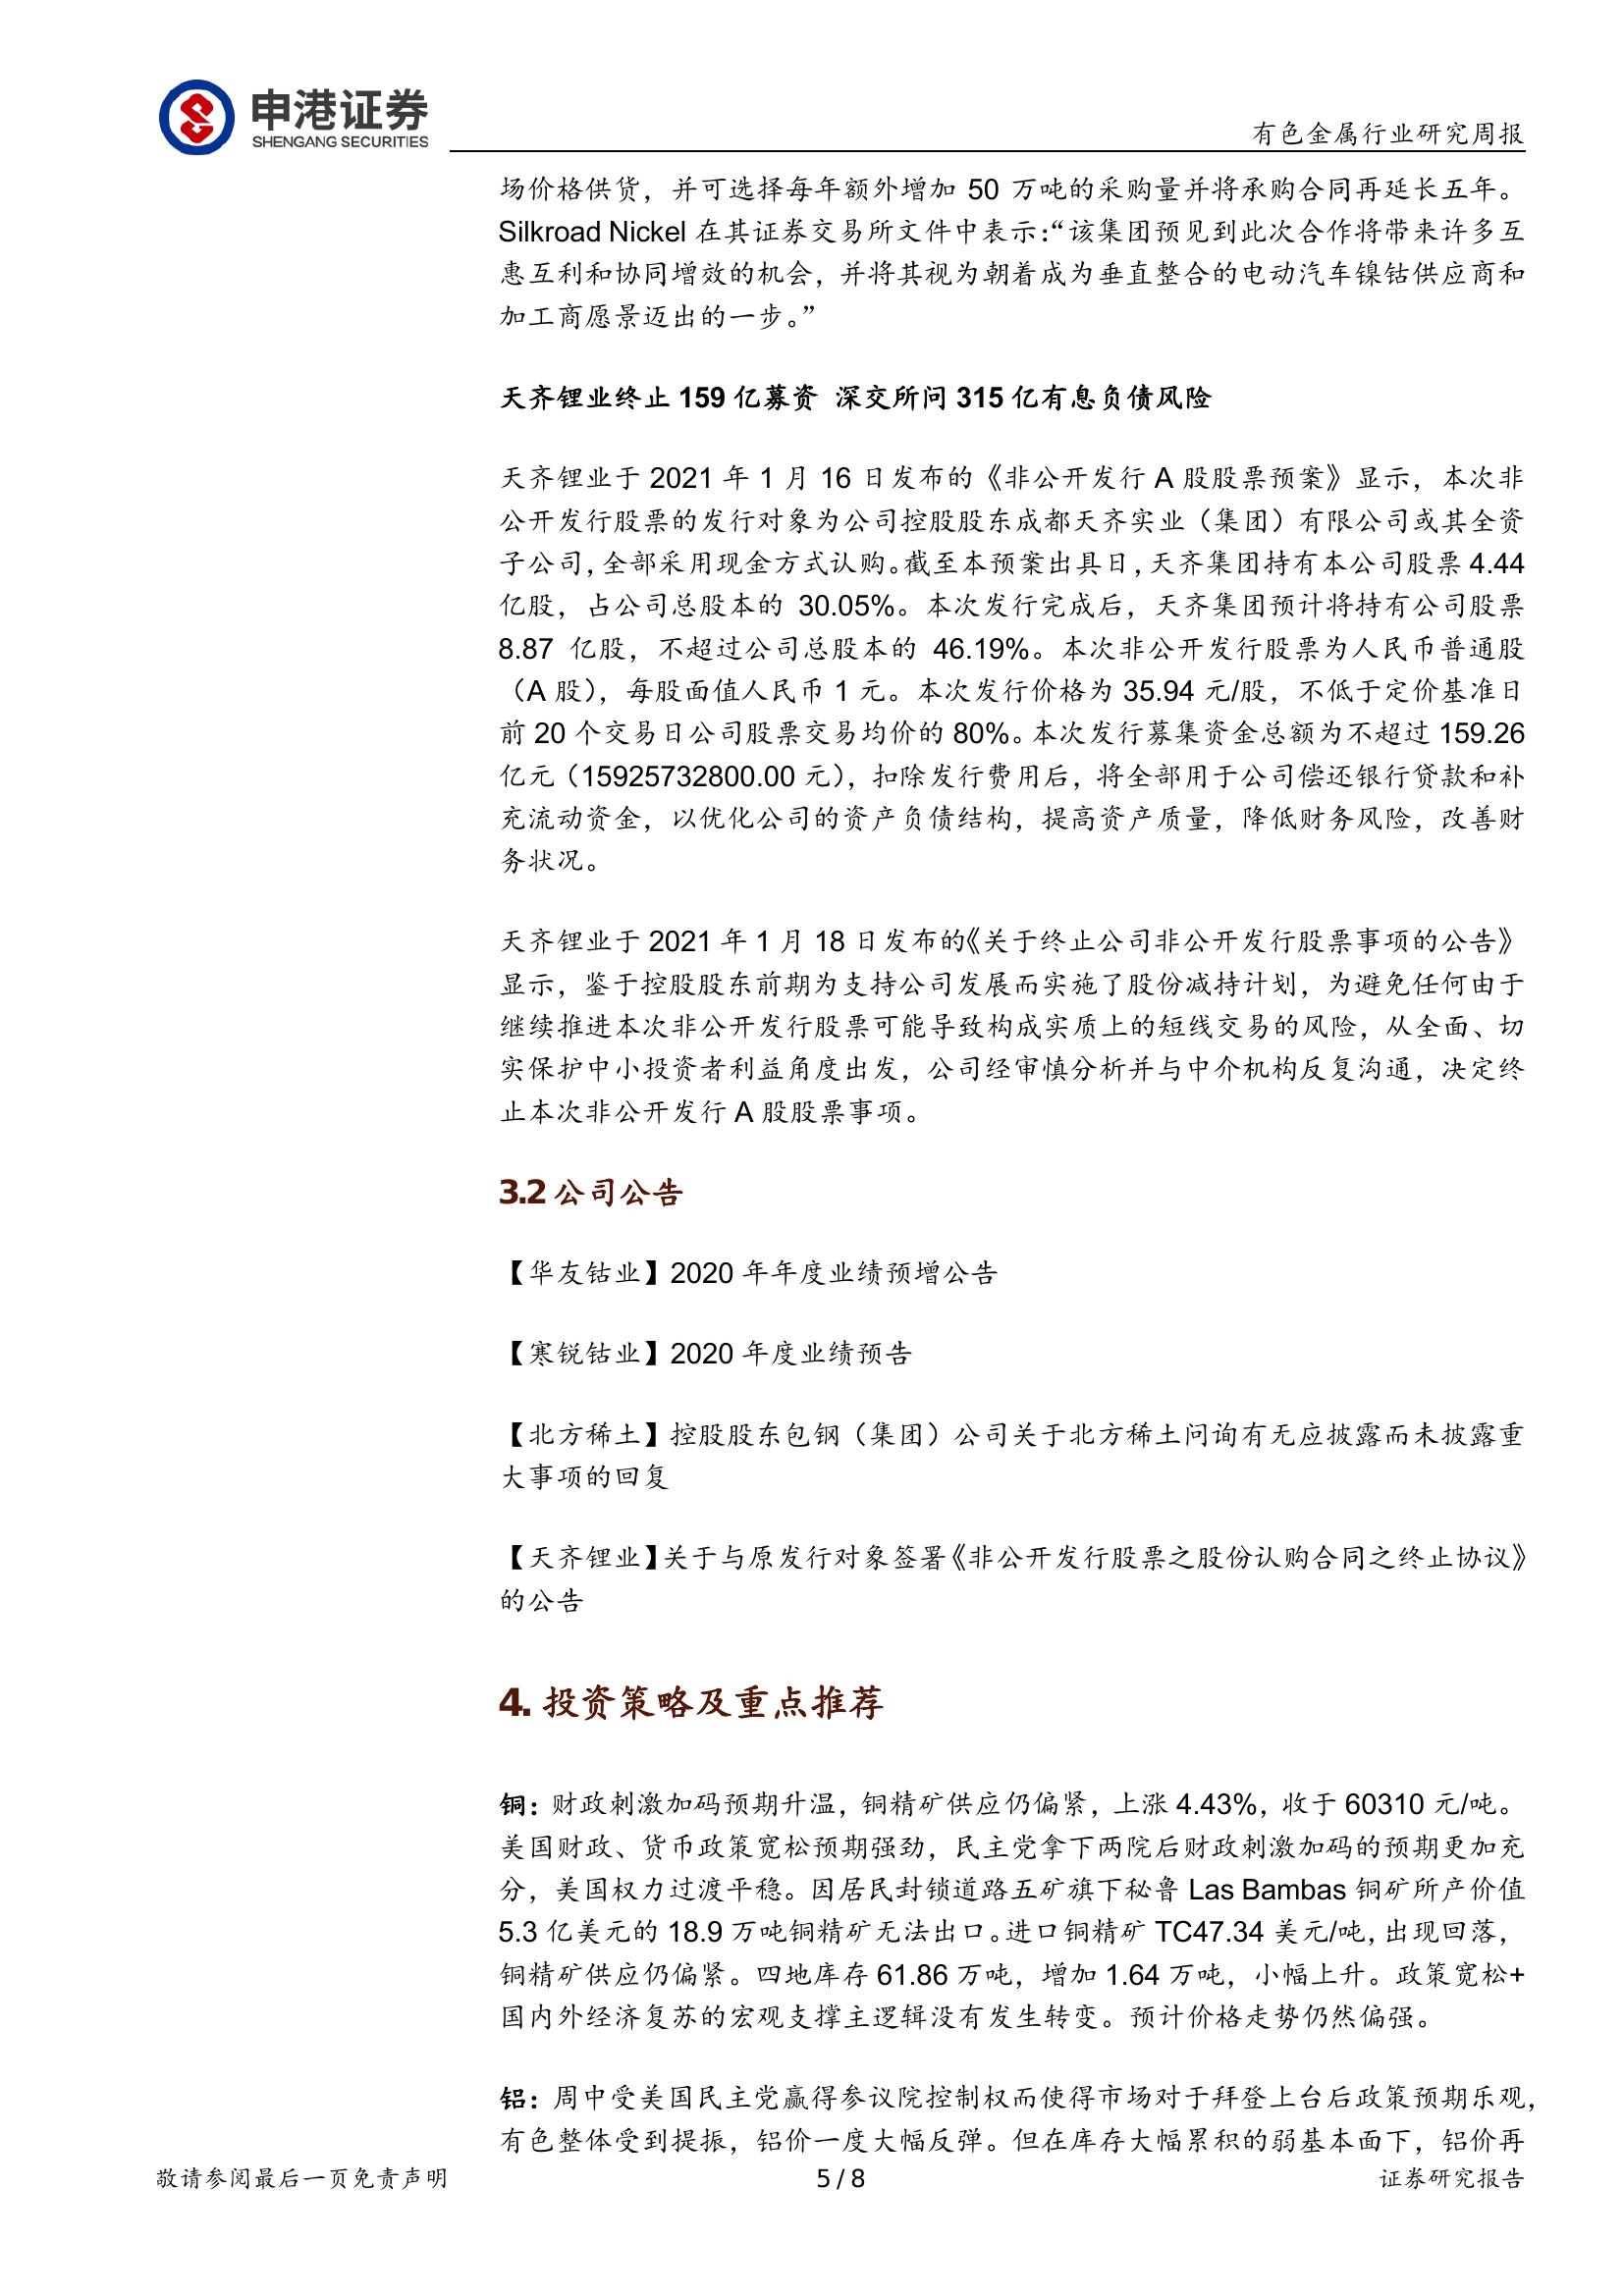 申港证券
SHENGANG SECURITIES
有色金属行业研究周报
场价格供货，并可选择每年额外增加 50 万吨的采购量并将承购合同再延长五年。
Silkroad Nickel 在其证券交易所文件中表示：“该集团预见到此次合作将带来许多互
惠互利和协同增效的机会，并将其视为朝着成为垂直整合的电动汽车镍钴供应商和
加工商愿景迈出的一步。”
天齐锂业终止 159 亿募资 深交所问 315 亿有息负债风险
天齐锂业于 2021 年 1 月 16 日发布的《非公开发行 A 股股票预案》显示，本次非
公开发行股票的发行对象为公司控股股东成都天齐实业（集团）有限公司或其全资
子公司，全部采用现金方式认购。截至本预案出具日，天齐集团持有本公司股票 4.44
亿股，占公司总股本的 30.05%。本次发行完成后，天齐集团预计将持有公司股票
8.87 亿股，不超过公司总股本的 46.19%。本次非公开发行股票为人民币普通股
（A 股），每股面值人民币 1 元。本次发行价格为 35.94 元/股，不低于定价基准日
前 20 个交易日公司股票交易均价的 80%。本次发行募集资金总额为不超过 159.26
亿元（15925732800.00 元），扣除发行费用后，将全部用于公司偿还银行贷款和补
充流动资金，以优化公司的资产负债结构，提高资产质量，降低财务风险，改善财
务状况。
天齐锂业于 2021 年 1 月 18 日发布的《关于终止公司非公开发行股票事项的公告》
显示，鉴于控股股东前期为支持公司发展而实施了股份减持计划，为避免任何由于
继续推进本次非公开发行股票可能导致构成实质上的短线交易的风险，从全面、切
实保护中小投资者利益角度出发，公司经审慎分析并与中介机构反复沟通，决定终
止本次非公开发行 A 股股票事项。
3.2 公司公告
【华友钴业】2020 年年度业绩预增公告
【寒锐钴业】2020 年度业绩预告
【北方稀土】控股股东包钢（集团）公司关于北方稀土问询有无应披露而未披露重
大事项的回复
【天齐锂业】关于与原发行对象签署《非公开发行股票之股份认购合同之终止协议》
的公告
4. 投资策略及重点推荐
铜：财政刺激加码预期升温，铜精矿供应仍偏紧，上涨 4.43%，收于 60310 元/吨。
美国财政、货币政策宽松预期强劲，民主党拿下两院后财政刺激加码的预期更加充
分，美国权力过渡平稳。因居民封锁道路五矿旗下秘鲁 Las Bambas 铜矿所产价值
5.3 亿美元的 18.9 万吨铜精矿无法出口。进口铜精矿 TC47.34 美元/吨，出现回落，
铜精矿供应仍偏紧。四地库存 61.86 万吨，增加 1.64 万吨，小幅上升。政策宽松+
国内外经济复苏的宏观支撑主逻辑没有发生转变。预计价格走势仍然偏强。
铝：周中受美国民主党赢得参议院控制权而使得市场对于拜登上台后政策预期乐观，
有色整体受到提振，铝价一度大幅反弹。但在库存大幅累积的弱基本面下，铝价再
敬请参阅最后一页免责声明
5 / 8
证券研究报告